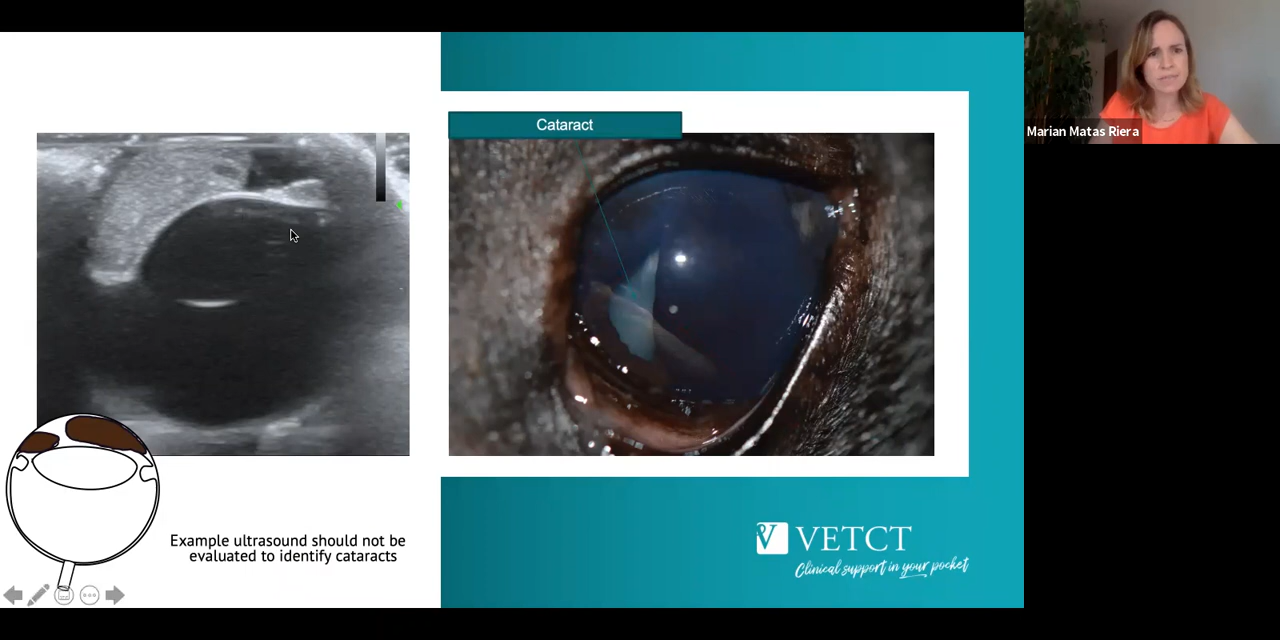 Marian Matas Riera
Cataract
Example ultrasound should not be
evaluated to identify cataracts
V VETCT
Clinical support in your pocket